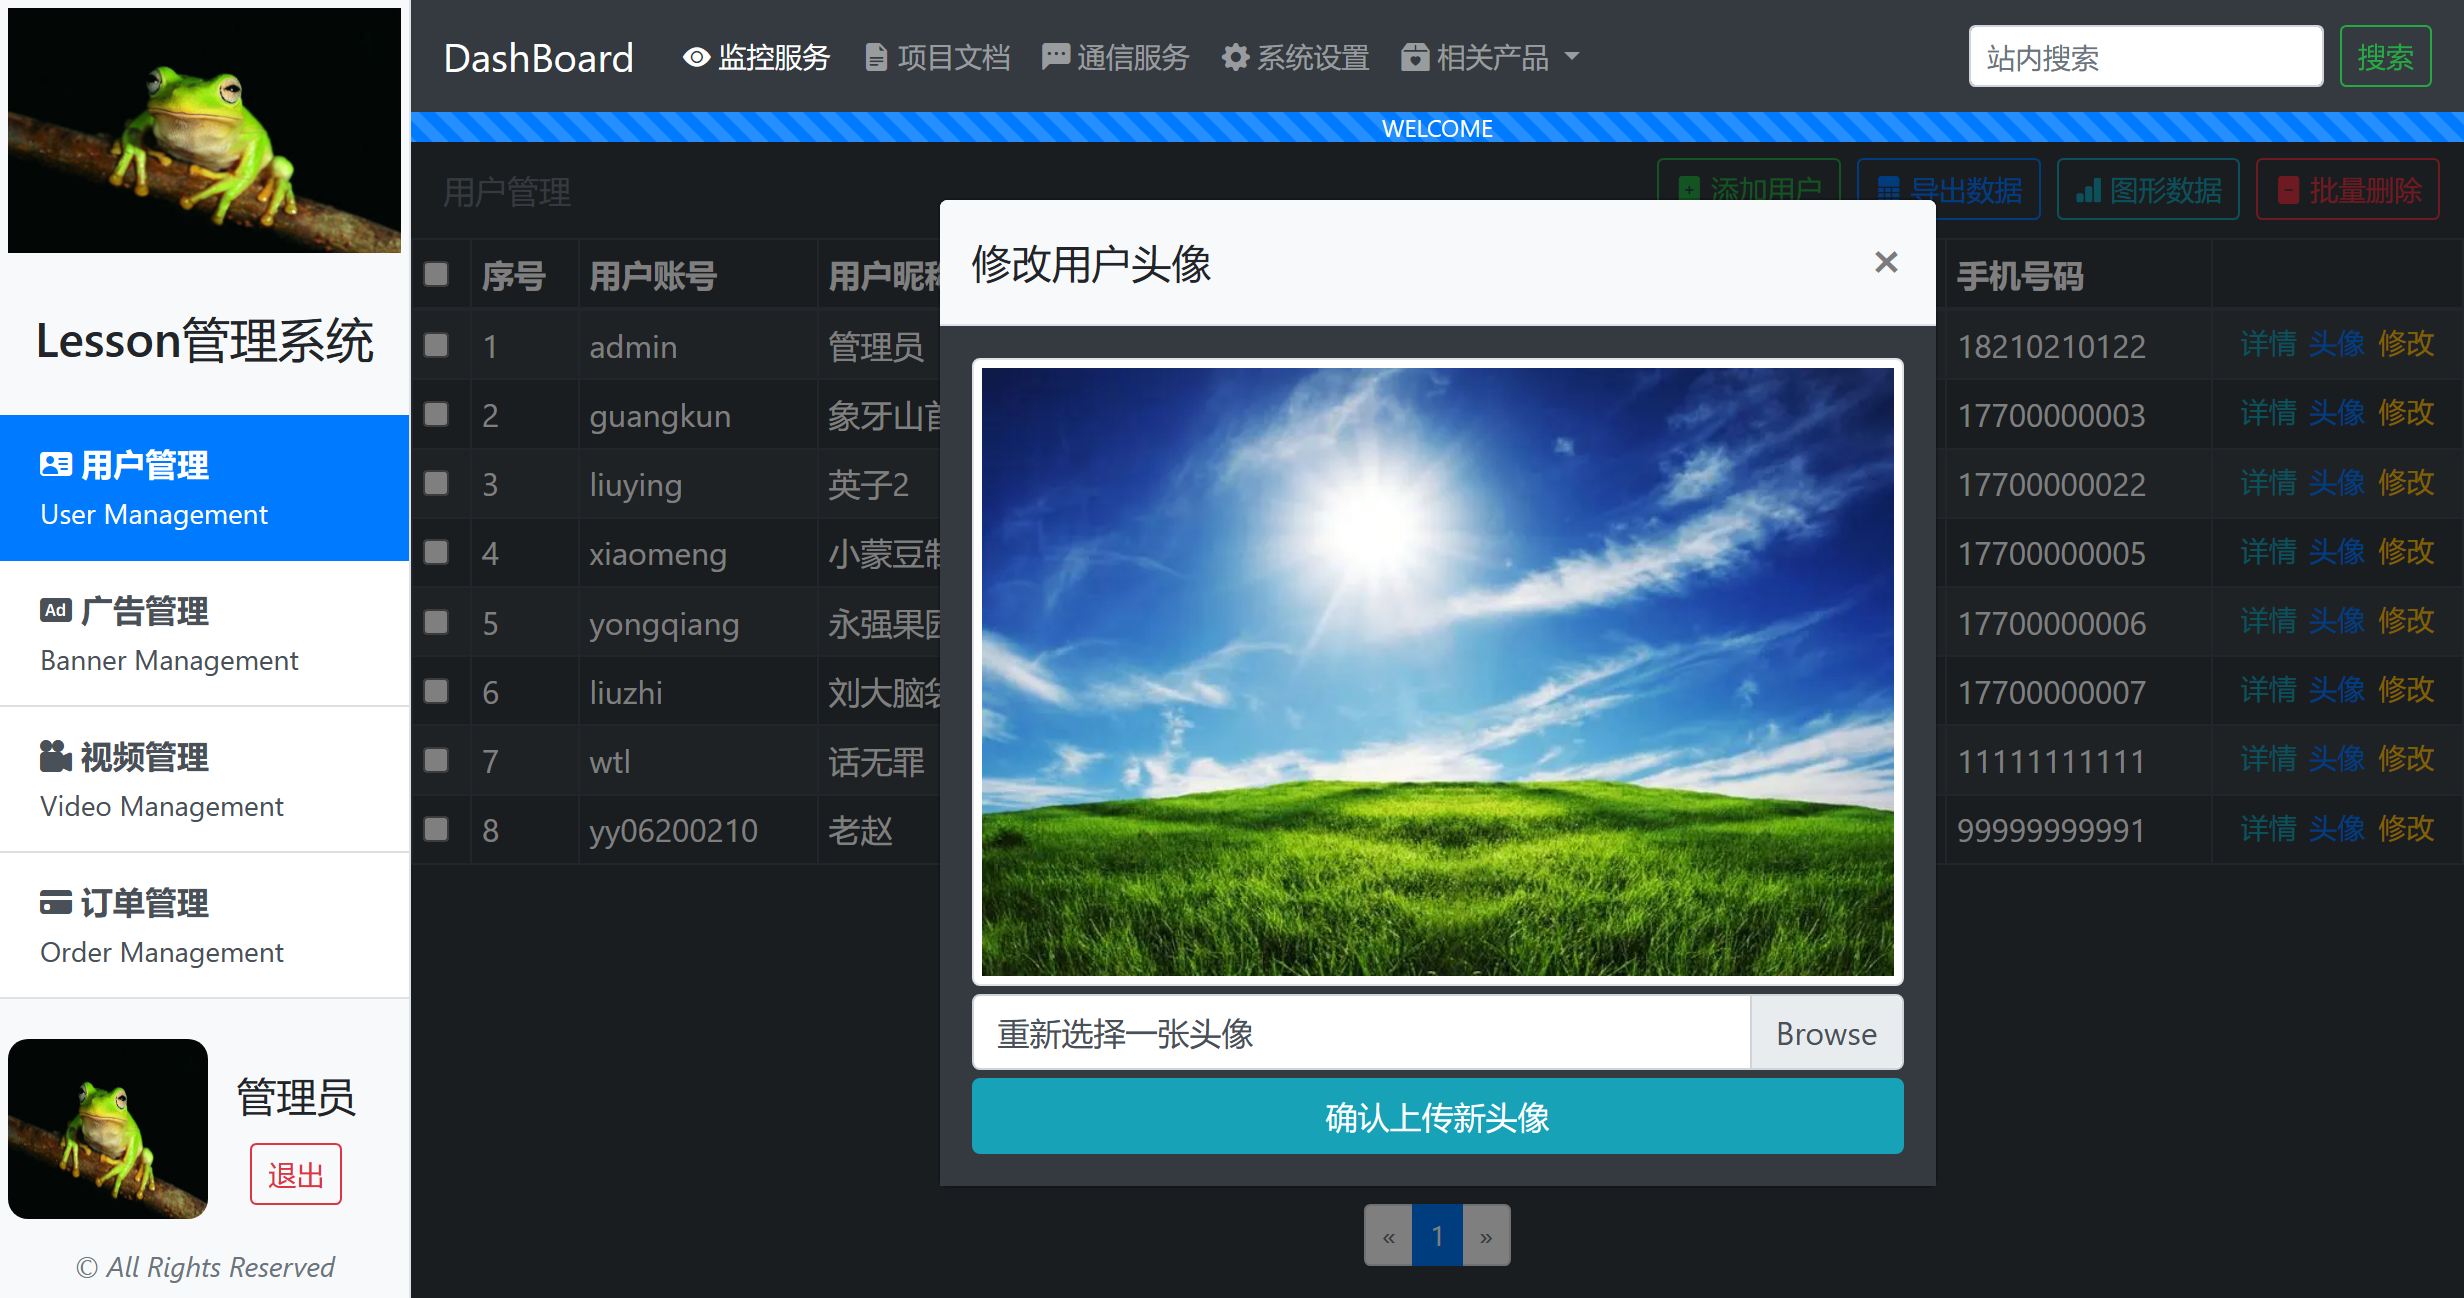 DashBoard 监控服务 项目文档 通信服务 系统设置 相关产品 站内搜索 搜索
WELCOME
Lesson管理系统
用户管理
User Management
Ad 广告管理
Banner Management
视频管理
Video Management
订单管理
Order Management
管理员
退出
© All Rights Reserved
用户管理 添加用户 导出数据 图形数据 批量删除
序号 用户账号 用户昵称 手机号码
1 admin 管理员 18210210122 详情 头像 修改
2 guangkun 象牙山首 17700000003 详情 头像 修改
3 liuying 英子2 17700000022 详情 头像 修改
4 xiaomeng 小蒙豆制 17700000005 详情 头像 修改
5 yongqiang 永强果园 17700000006 详情 头像 修改
6 liuzhi 刘大脑袋 17700000007 详情 头像 修改
7 wtl 话无罪 11111111111 详情 头像 修改
8 yy06200210 老赵 99999999991 详情 头像 修改
修改用户头像 ×
重新选择一张头像 Browse
确认上传新头像
« 1 »